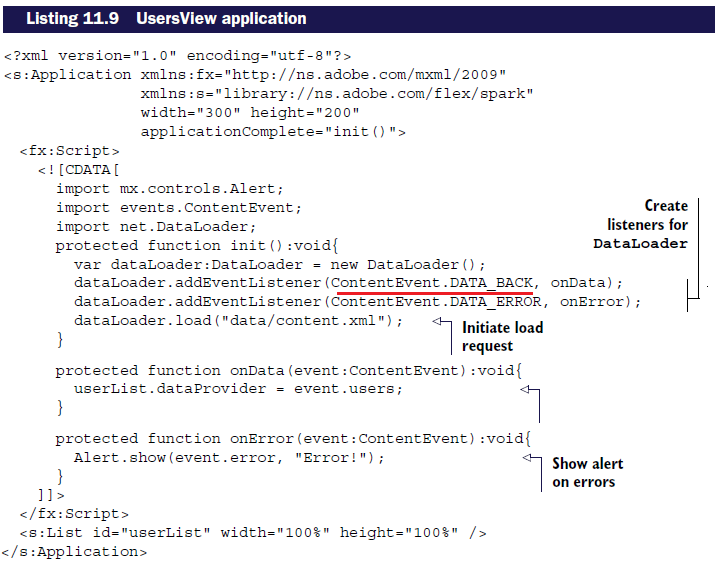 Listing 11.9 UsersView application
<?xml version="1.0" encoding="utf-8"?>
<s:Application xmlns:fx="http://ns.adobe.com/mxml/2009"
xmlns:s="library://ns.adobe.com/flex/spark"
width="300" height="200"
applicationComplete="init()">
<fx:Script>
<![CDATA[
import mx.controls.Alert;
import events.ContentEvent;
import net.DataLoader;
protected function init():void{
var dataLoader:DataLoader = new DataLoader();
dataLoader.addEventListener(ContentEvent.DATA_BACK, onData);
dataLoader.addEventListener(ContentEvent.DATA_ERROR, onError);
dataLoader.load("data/content.xml");
}
Create
listeners for
DataLoader
Initiate load
request
protected function onData(event:ContentEvent):void{
userList.dataProvider = event.users;
}
protected function onError(event:ContentEvent):void{
Alert.show(event.error, "Error!");
}
Show alert
on errors
]]>
</fx:Script>
<s:List id="userList" width="100%" height="100%" />
</s:Application>